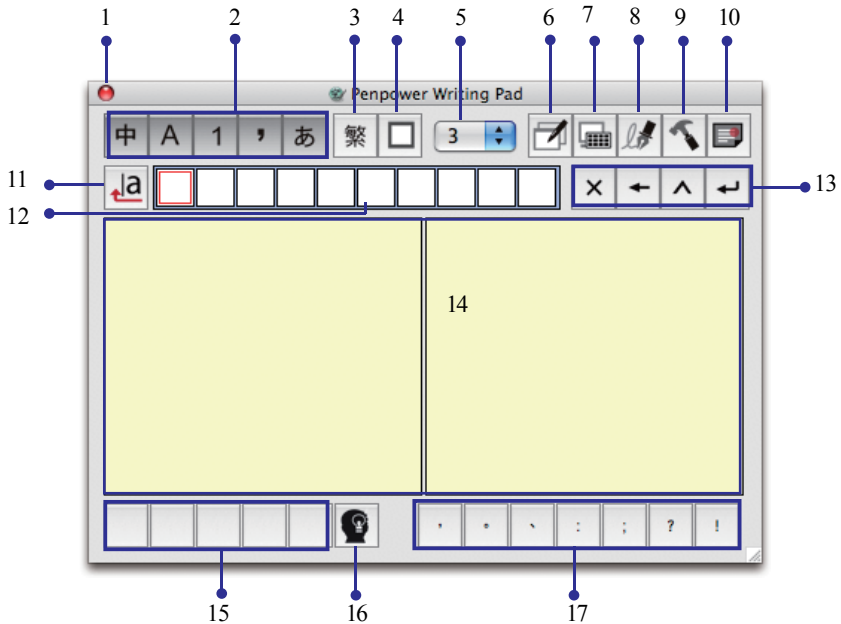 1 2 3 4 5 6 7 8 9 10
Penpower Writing Pad
中 A 1 ❜ あ 繁 3
11 a
12 13
14
, 。 、 : ; ? !
15 16 17